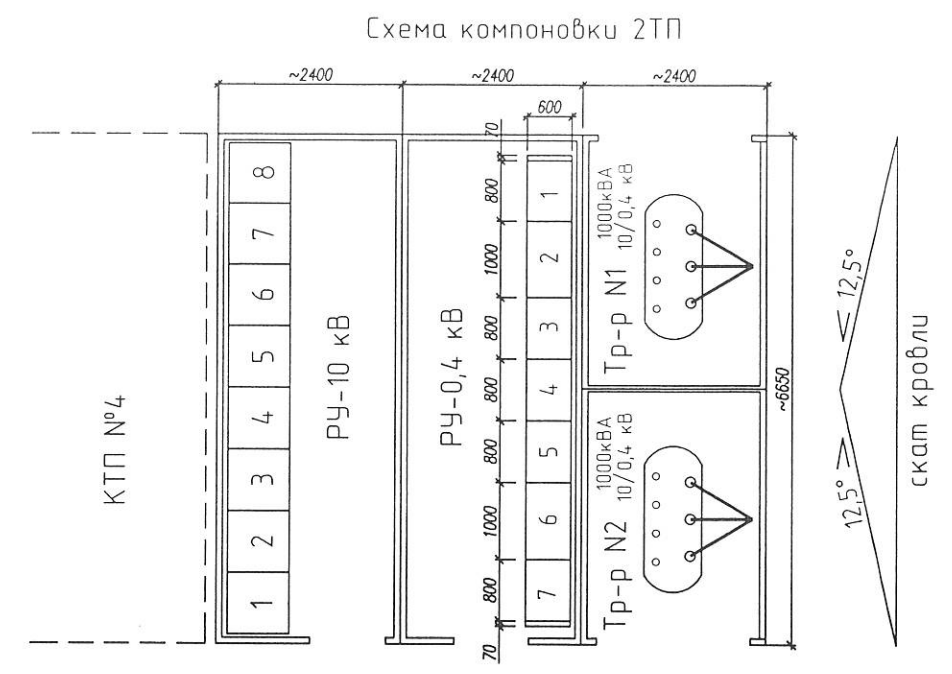 Схема компоновки 2ТП
~2400
~2400
~2400
600
70
800
1000
800
800
800
1000
800
70
КТП №4
8
7
6
5
4
3
2
1
РУ-10 кВ
РУ-0,4 кВ
1
2
3
4
5
6
7
Тр-р N1
1000кВА
10/0,4 кВ
Тр-р N2
1000кВА
10/0,4 кВ
~6650
12,5°
12,5°
скат кровли